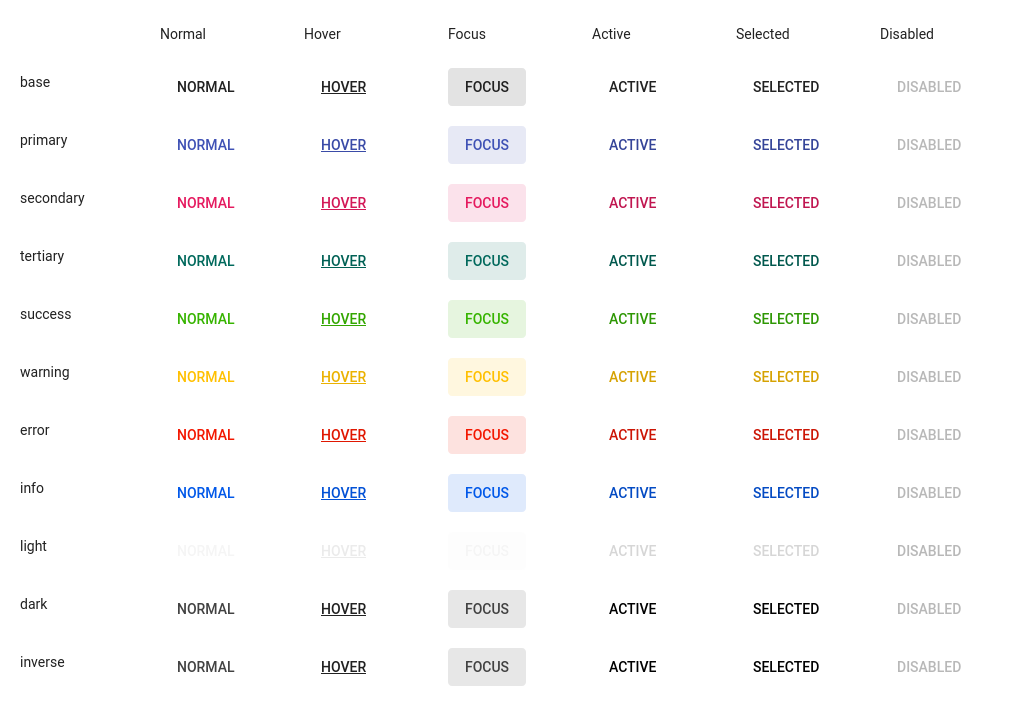 Normal Hover Focus Active Selected Disabled
base NORMAL HOVER FOCUS ACTIVE SELECTED DISABLED
primary NORMAL HOVER FOCUS ACTIVE SELECTED DISABLED
secondary NORMAL HOVER FOCUS ACTIVE SELECTED DISABLED
tertiary NORMAL HOVER FOCUS ACTIVE SELECTED DISABLED
success NORMAL HOVER FOCUS ACTIVE SELECTED DISABLED
warning NORMAL HOVER FOCUS ACTIVE SELECTED DISABLED
error NORMAL HOVER FOCUS ACTIVE SELECTED DISABLED
info NORMAL HOVER FOCUS ACTIVE SELECTED DISABLED
light NORMAL HOVER FOCUS ACTIVE SELECTED DISABLED
dark NORMAL HOVER FOCUS ACTIVE SELECTED DISABLED
inverse NORMAL HOVER FOCUS ACTIVE SELECTED DISABLED